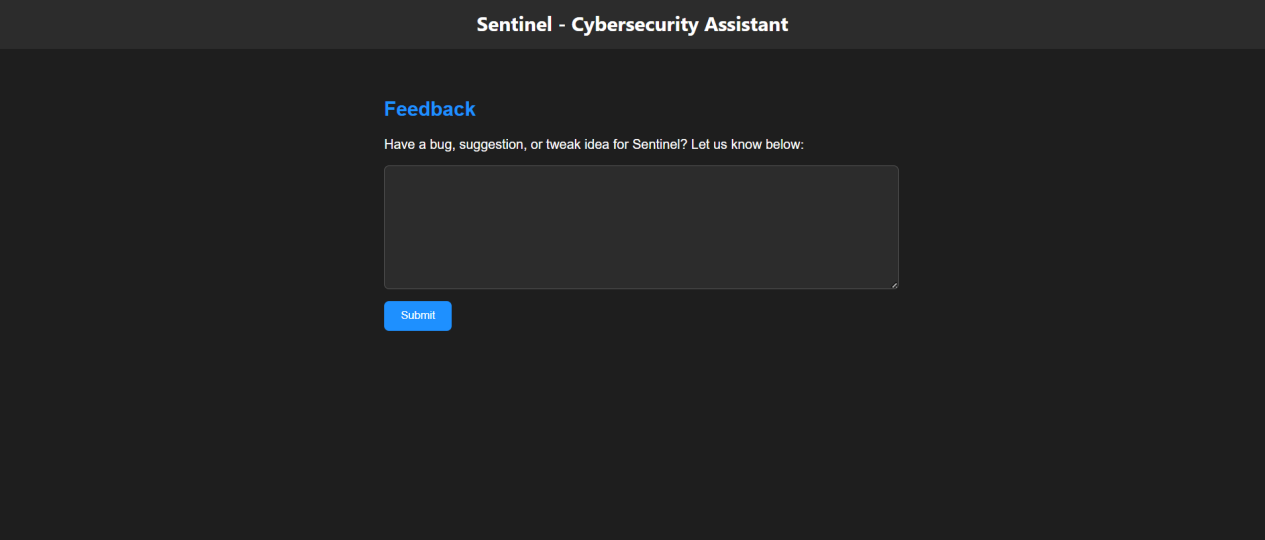 Sentinel - Cybersecurity Assistant
Feedback
Have a bug, suggestion, or tweak idea for Sentinel? Let us know below:
Submit